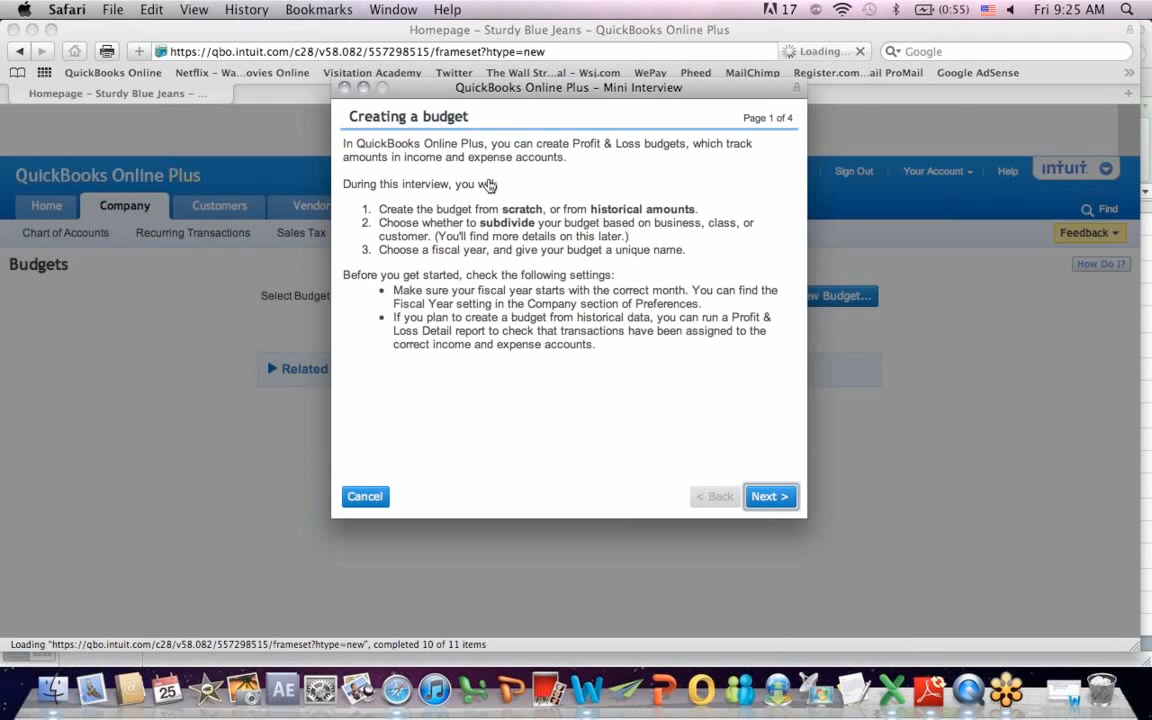 Safari File Edit View History Bookmarks Window Help 17 (0:55) Fri 9:25 AM
Homepage – Sturdy Blue Jeans – QuickBooks Online Plus
https://qbo.intuit.com/c28/v58.082/557298515/frameset?htype=new Loading... Google
QuickBooks Online Netflix – Wa...ovies Online Visitation Academy Twitter The Wall Str...al – Wsj.com WePay Pheed MailChimp Register.com...ail ProMail Google AdSense
Homepage – Sturdy Blue Jeans – ...
QuickBooks Online Plus – Mini Interview
Creating a budget Page 1 of 4
In QuickBooks Online Plus, you can create Profit & Loss budgets, which track
amounts in income and expense accounts.
During this interview, you
1. Create the budget from scratch, or from historical amounts.
2. Choose whether to subdivide your budget based on business, class, or
customer. (You'll find more details on this later.)
3. Choose a fiscal year, and give your budget a unique name.
Before you get started, check the following settings:
• Make sure your fiscal year starts with the correct month. You can find the
Fiscal Year setting in the Company section of Preferences.
• If you plan to create a budget from historical data, you can run a Profit &
Loss Detail report to check that transactions have been assigned to the
correct income and expense accounts.
Cancel < Back Next >
QuickBooks Online Plus Sign Out Your Account Help intuit
Home Company Customers Vendor Find
Chart of Accounts Recurring Transactions Sales Tax Feedback
Budgets How Do I?
Select Budget Budget...
Related
Loading "https://qbo.intuit.com/c28/v58.082/557298515/frameset?htype=new", completed 10 of 11 items
25 AE